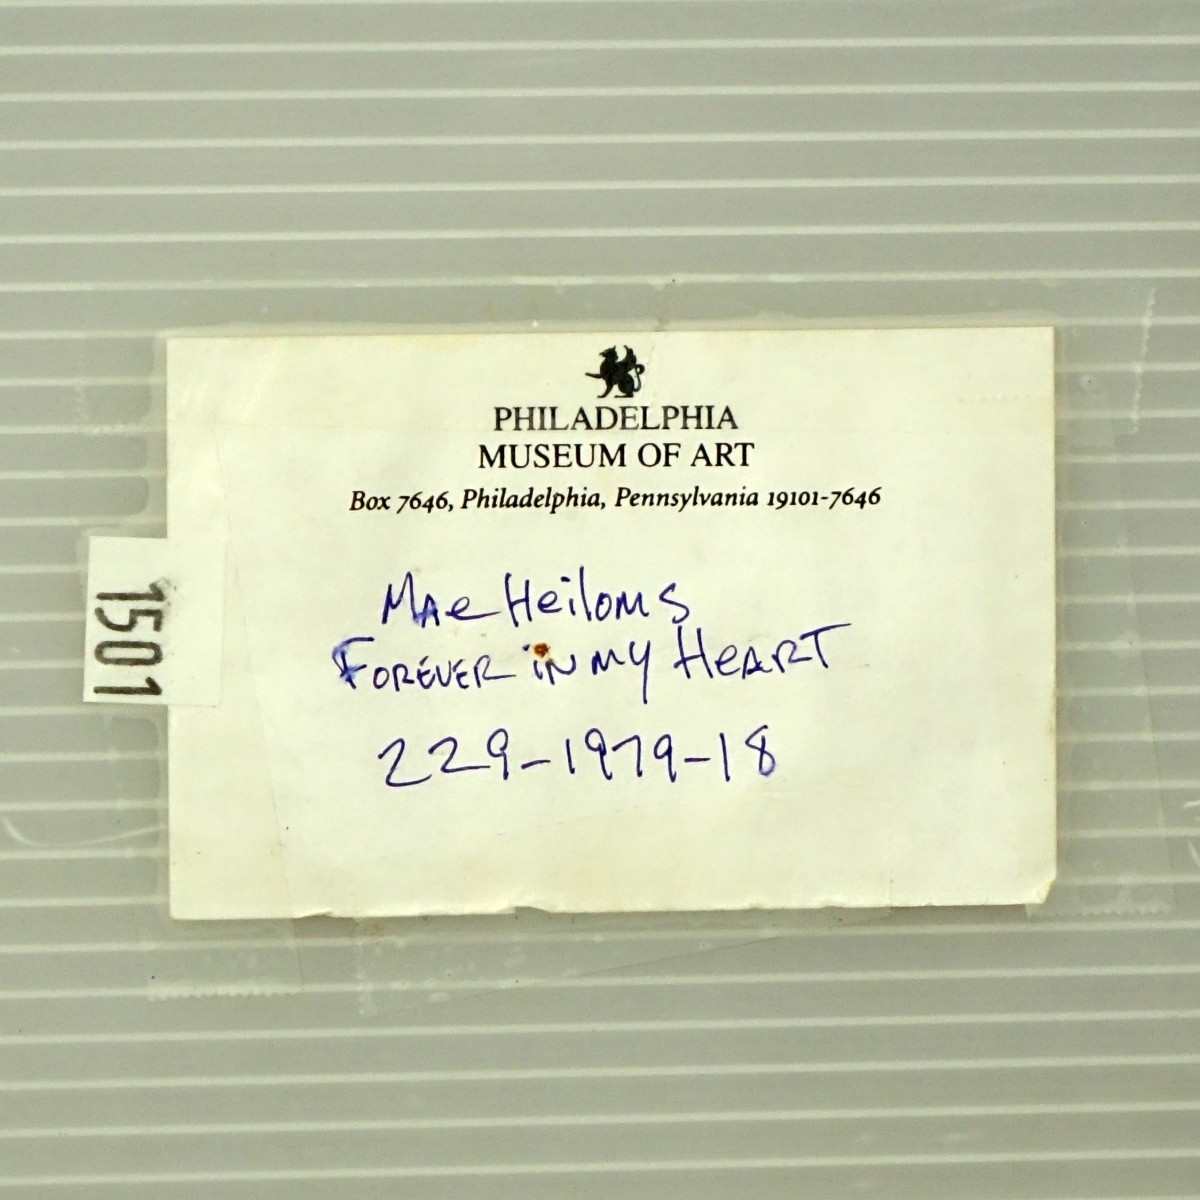 PHILADELPHIA
MUSEUM OF ART
Box 7646, Philadelphia, Pennsylvania 19101-7646
MAe Heiloms
FOREVER iN MY HEART
229-1979-18
1501